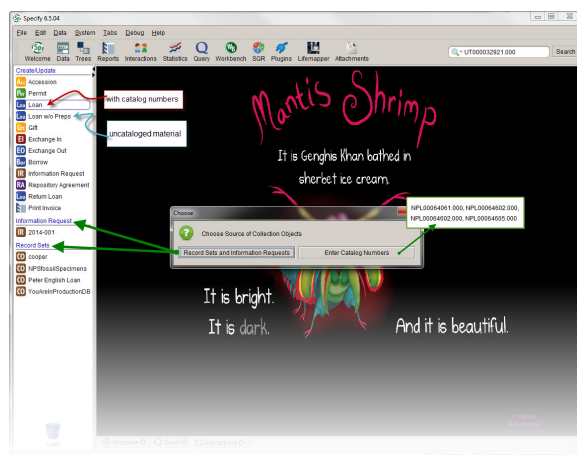 Specify 6.5.04
File Edit Data System Tabs Debug Help
Welcome Data Trees Reports Interactions Statistics Query Workbench SGR Plugins Lifemapper Attachments
UT000032921.000 Search
Create/Update
Accession
Permit
Loan
Loan w/o Preps
Gift
Exchange In
Exchange Out
Borrow
Information Request
Repository Agreement
Return Loan
Print Invoice
Information Request
2014-001
Record Sets
cooper
NPSfossilSpecimens
Peter English Loan
YouAreInProductionDB
with catalog numbers
uncataloged material
Mantis Shrimp
It is Genghis Khan bathed in
sherbet ice cream.
Choose
Choose Source of Collection Objects
Record Sets and Information Requests Enter Catalog Numbers
NPL00064061.000, NPL00064602.000,
NPL00064602.000, NPL00064605.000
It is bright.
It is dark. And it is beautiful.